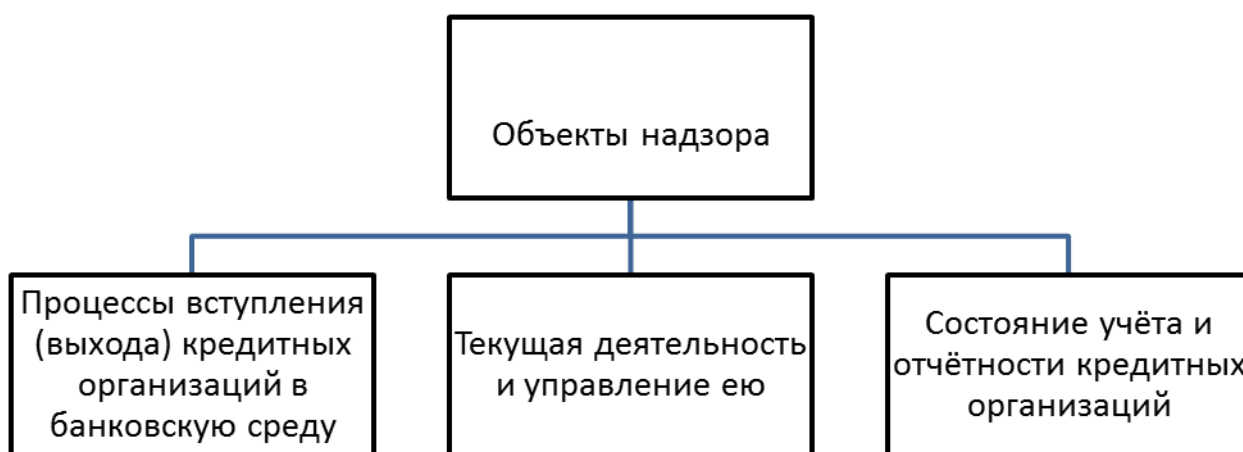 Объекты надзора
Процессы вступления
(выхода) кредитных
организаций в
банковскую среду
Текущая деятельность
и управление ею
Состояние учёта и
отчётности кредитных
организаций